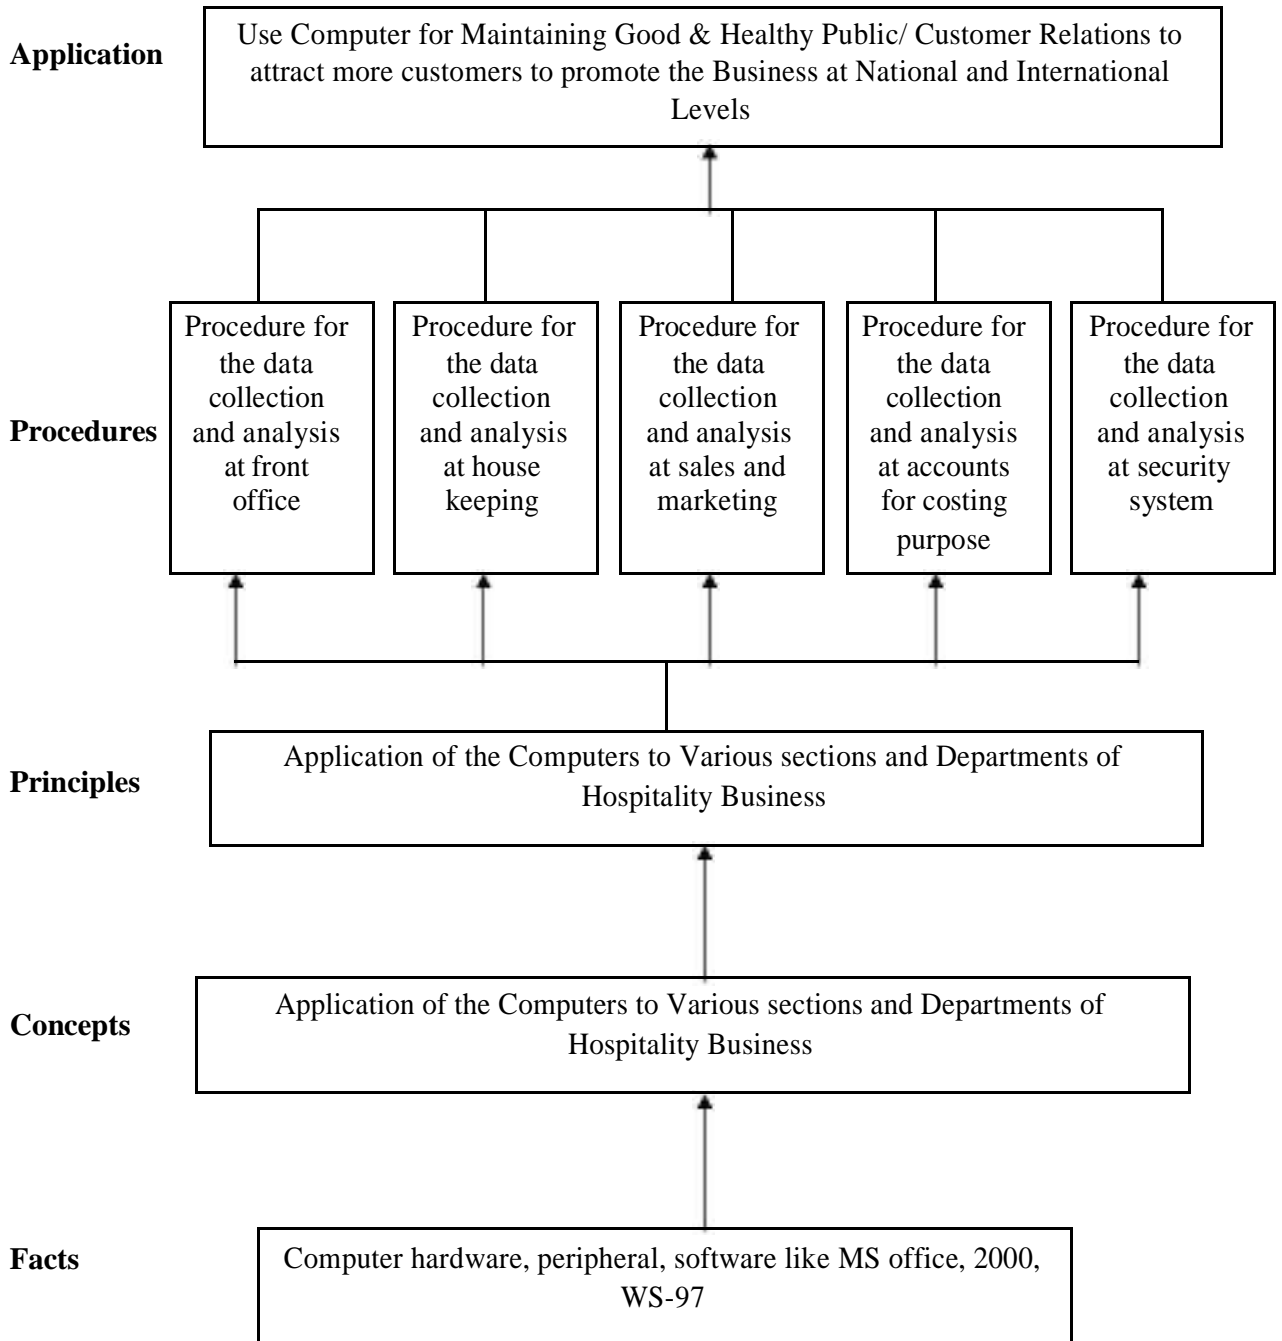 Application
Use Computer for Maintaining Good & Healthy Public/ Customer Relations to
attract more customers to promote the Business at National and International
Levels
Procedures
Procedure for
the data
collection
and analysis
at front
office
Procedure for
the data
collection
and analysis
at house
keeping
Procedure for
the data
collection
and analysis
at sales and
marketing
Procedure for
the data
collection
and analysis
at accounts
for costing
purpose
Procedure for
the data
collection
and analysis
at security
system
Principles
Application of the Computers to Various sections and Departments of
Hospitality Business
Concepts
Application of the Computers to Various sections and Departments of
Hospitality Business
Facts
Computer hardware, peripheral, software like MS office, 2000,
WS-97